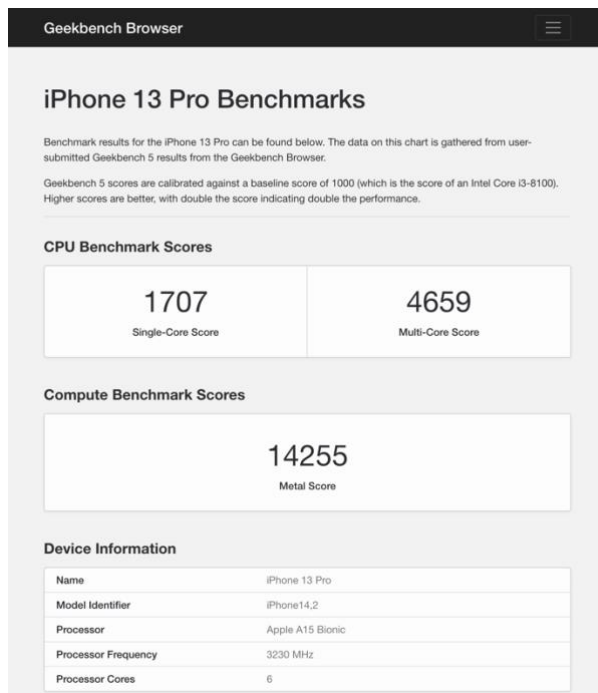 Geekbench Browser
iPhone 13 Pro Benchmarks
Benchmark results for the iPhone 13 Pro can be found below. The data on this chart is gathered from user-
submitted Geekbench 5 results from the Geekbench Browser.
Geekbench 5 scores are calibrated against a baseline score of 1000 (which is the score of an Intel Core i3-8100).
Higher scores are better, with double the score indicating double the performance.
CPU Benchmark Scores
1707 4659
Single-Core Score Multi-Core Score
Compute Benchmark Scores
14255
Metal Score
Device Information
Name iPhone 13 Pro
Model Identifier iPhone14,2
Processor Apple A15 Bionic
Processor Frequency 3230 MHz
Processor Cores 6